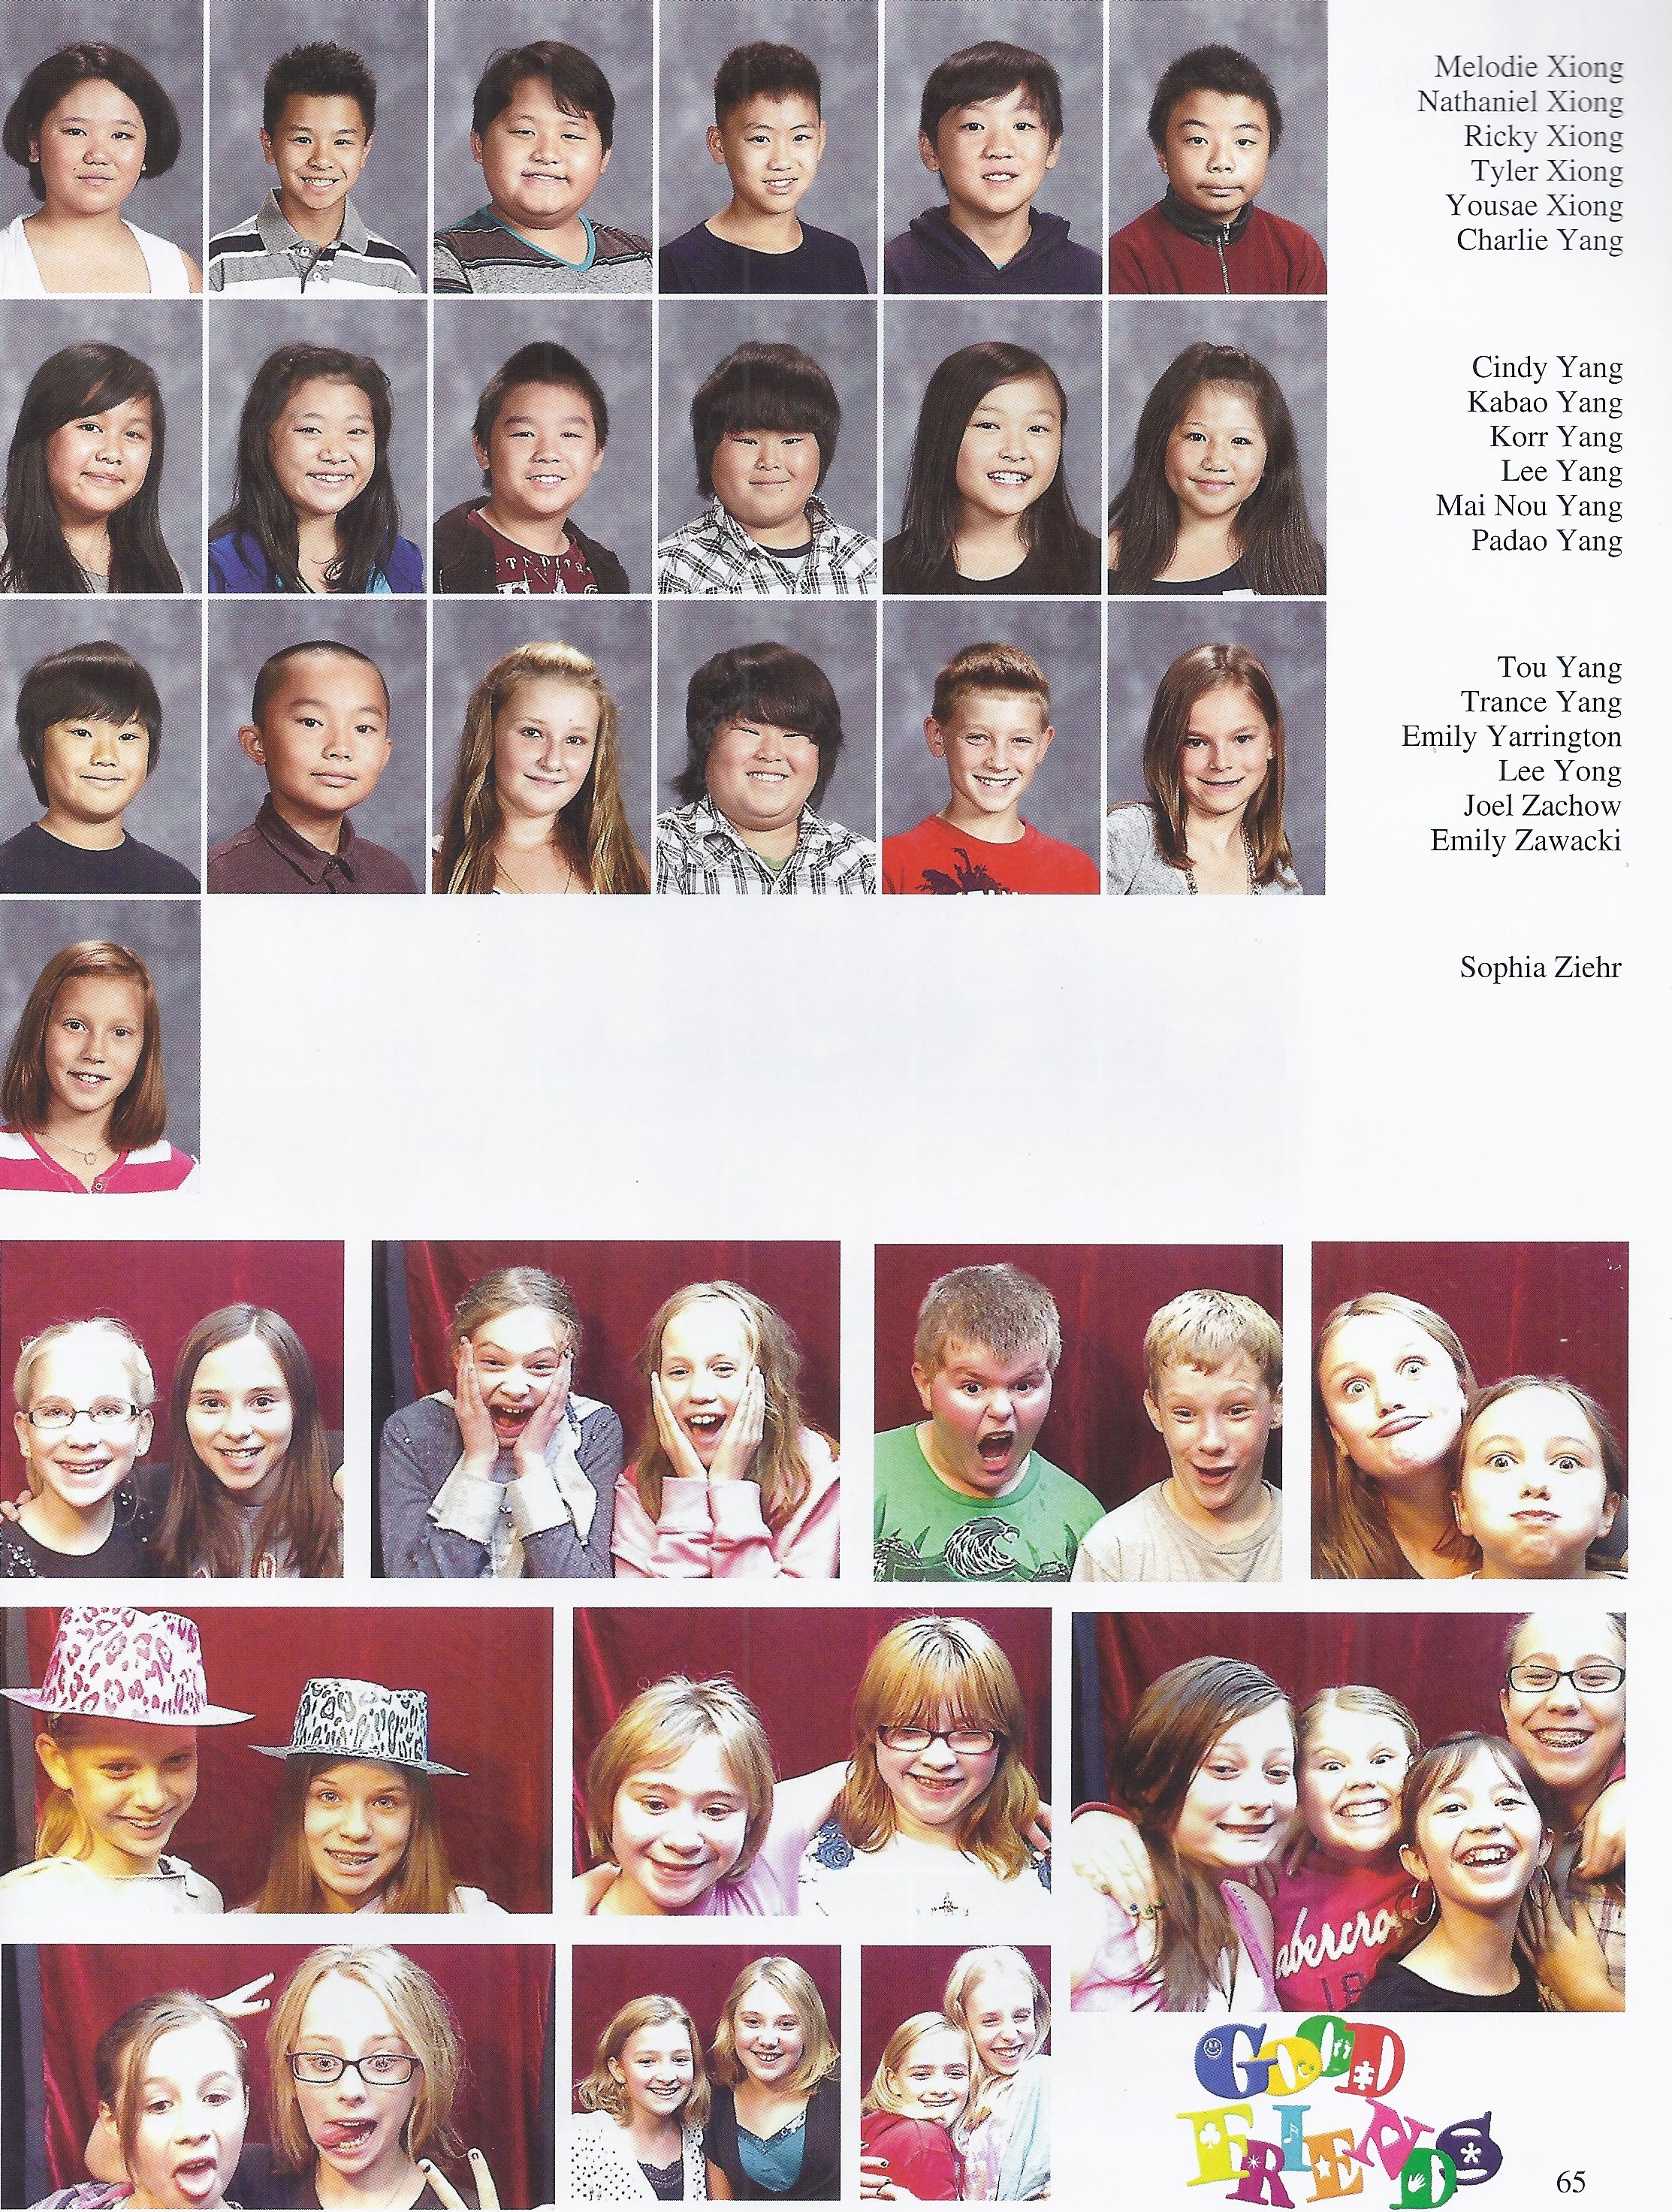 Melodie Xiong
Nathaniel Xiong
Ricky Xiong
Tyler Xiong
Yousae Xiong
Charlie Yang
Cindy Yang
Kabao Yang
Korr Yang
Lee Yang
Mai Nou Yang
Padao Yang
Tou Yang
Trance Yang
Emily Yarrington
Lee Yong
Joel Zachow
Emily Zawacki
Sophia Ziehr
abercro
GOOD
FRIENDS
65